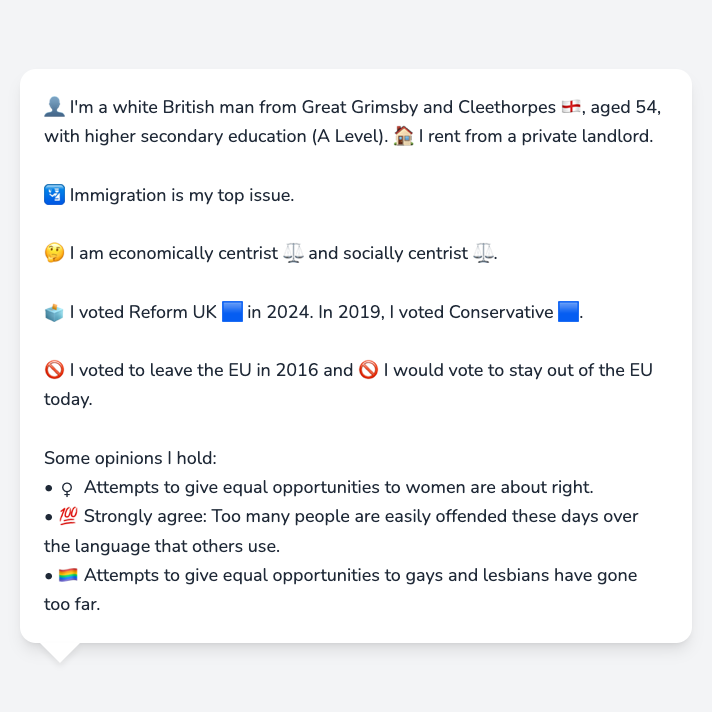 👤 I'm a white British man from Great Grimsby and Cleethorpes 🏴󠁧󠁢󠁥󠁮󠁧󠁿, aged 54,
with higher secondary education (A Level). 🏠 I rent from a private landlord.
🛂 Immigration is my top issue.
🤔 I am economically centrist ⚖️ and socially centrist ⚖️.
🗳️ I voted Reform UK 🟦 in 2024. In 2019, I voted Conservative 🟦.
🚫 I voted to leave the EU in 2016 and 🚫 I would vote to stay out of the EU
today.
Some opinions I hold:
• ♀ Attempts to give equal opportunities to women are about right.
• 💯 Strongly agree: Too many people are easily offended these days over
the language that others use.
• 🏳️‍🌈 Attempts to give equal opportunities to gays and lesbians have gone
too far.